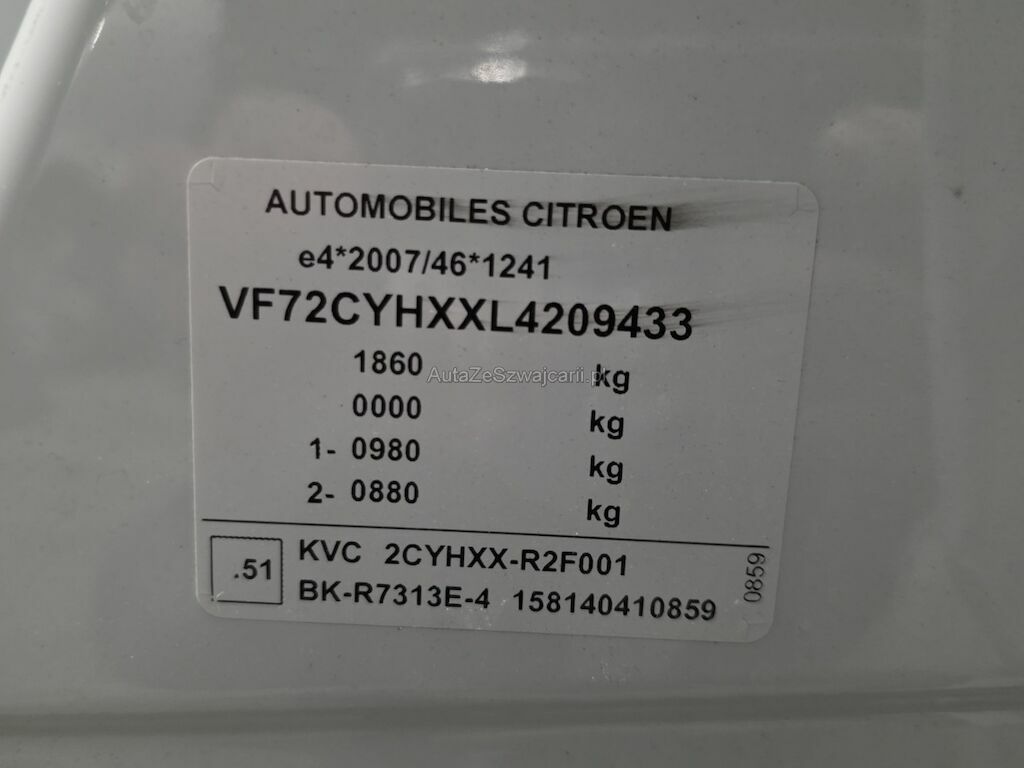 AUTOMOBILES CITROEN
e4*2007/46*1241
VF72CYHXXL4209433
1860 kg
AutaZeSzwajcarii.pl
0000 kg
1- 0980 kg
2- 0880 kg
.51
KVC 2CYHXX-R2F001
BK-R7313E-4 158140410859
0859